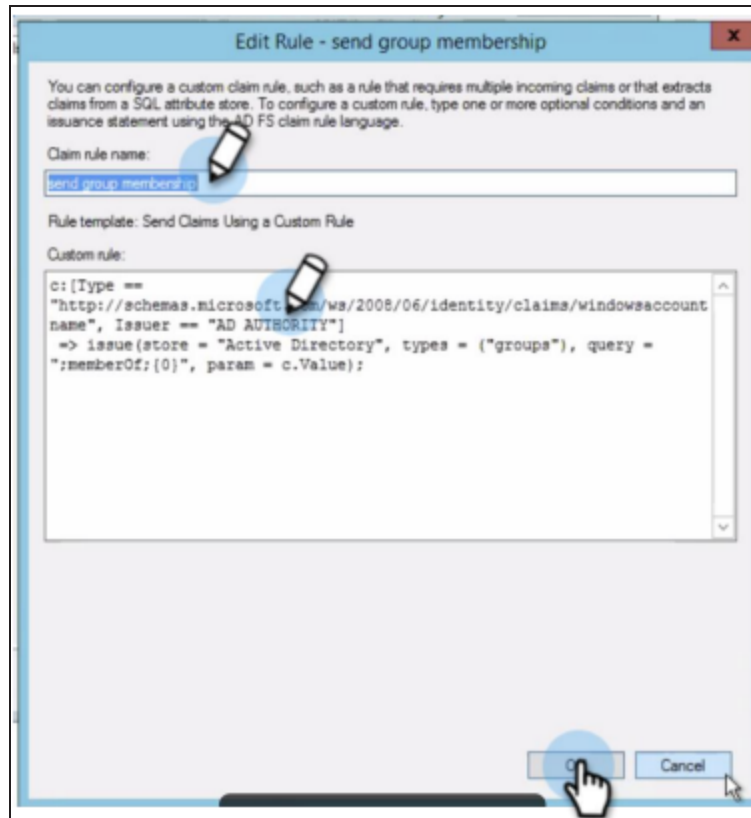 Edit Rule - send group membership
x
You can configure a custom claim rule, such as a rule that requires multiple incoming claims or that extracts
claims from a SQL attribute store. To configure a custom rule, type one or more optional conditions and an
issuance statement using the AD FS claim rule language.
Claim rule name:
send group membership
Rule template: Send Claims Using a Custom Rule
Custom rule:
c:[Type ==
"http://schemas.microsoft.com/ws/2008/06/identity/claims/windowsaccount
name", Issuer == "AD AUTHORITY"]
=> issue(store = "Active Directory", types = ("groups"), query =
";memberOf;{0}", param = c.Value);
Cancel